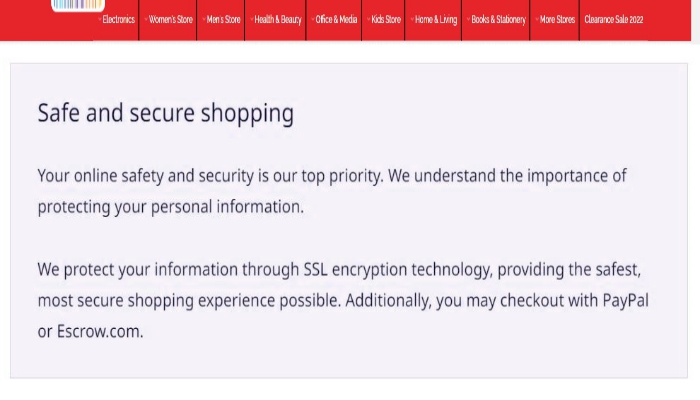 Electronics Women's Store Men's Store Health & Beauty Office & Media Kids Store Home & Living Books & Stationery More Stores Clearance Sale 2022
Safe and secure shopping
Your online safety and security is our top priority. We understand the importance of
protecting your personal information.
We protect your information through SSL encryption technology, providing the safest,
most secure shopping experience possible. Additionally, you may checkout with PayPal
or Escrow.com.